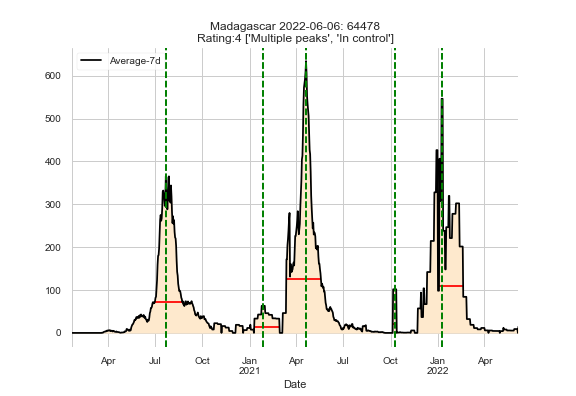 Madagascar 2022-06-06: 64478
Rating:4 ['Multiple peaks', 'In control']
Average-7d
600
500
400
300
200
100
0
Apr Jul Oct Jan Apr Jul Oct Jan Apr
2021 2022
Date